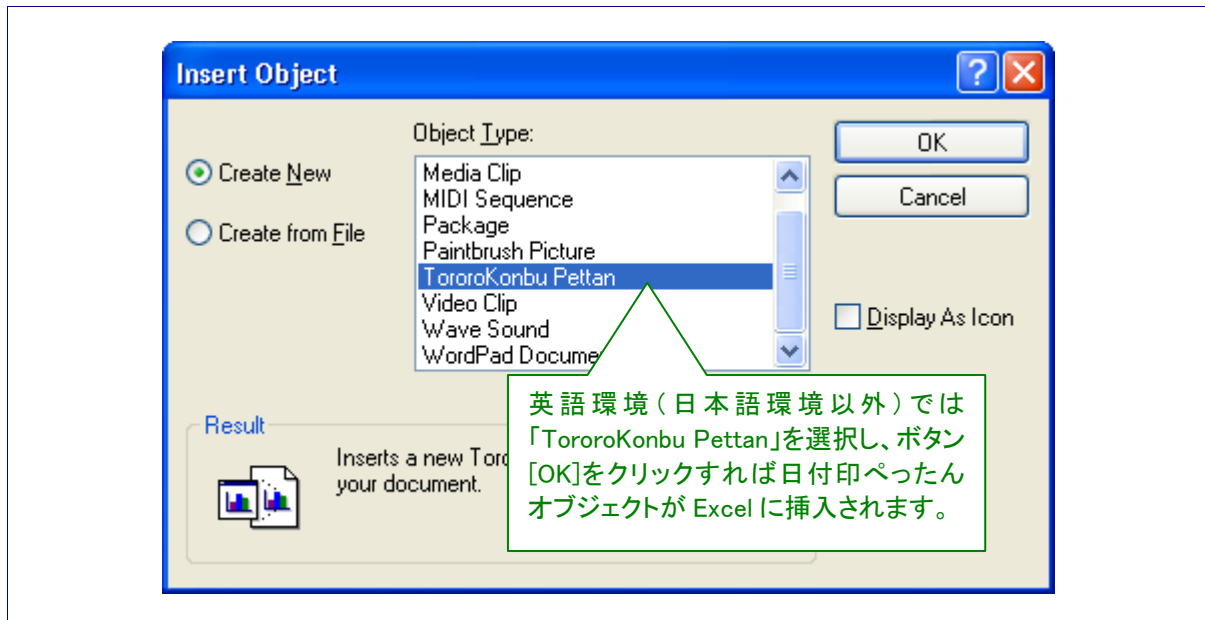 Insert Object
Object Type:
Create New
Create from File
Media Clip
MIDI Sequence
Package
Paintbrush Picture
TororoKonbu Pettan
Video Clip
Wave Sound
WordPad
OK
Cancel
Display As Icon
Result
Inserts a new
your document.
英語環境(日本語環境以外)では
「TororoKonbu Pettan」を選択し、ボタン
[OK]をクリックすれば日付印ぺったん
オブジェクトが Excel に挿入されます。